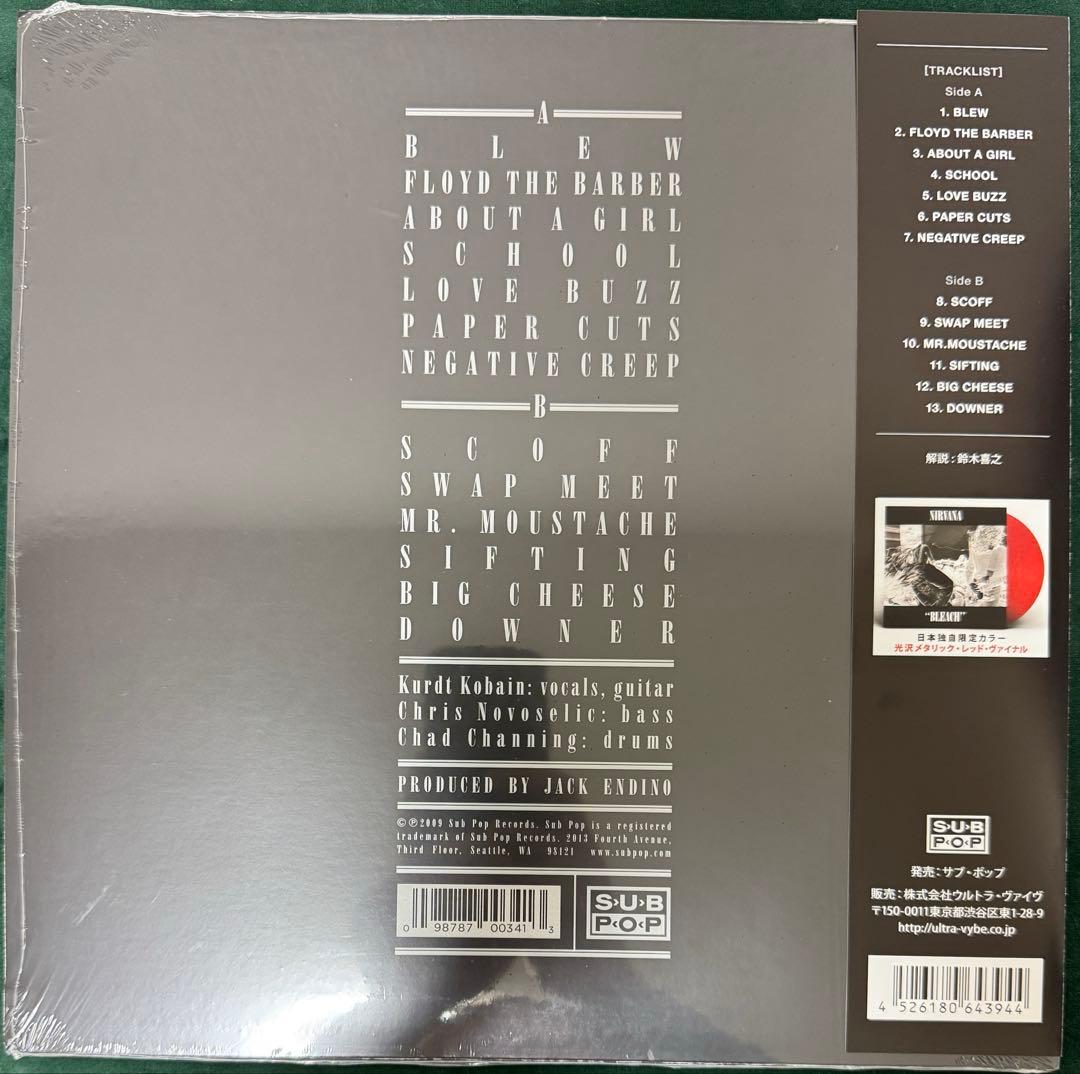 A
BLEW
FLOYD THE BARBER
ABOUT A GIRL
SCHOOL
LOVE BUZZ
PAPER CUTS
NEGATIVE CREEP
B
SCOFF
SWAP MEET
MR. MOUSTACHE
SIFTING
BIG CHEESE
DOWNER
Kurdt Kobain: vocals, guitar
Chris Novoselic: bass
Chad Channing: drums
PRODUCED BY JACK ENDINO
©℗2009 Sub Pop Records. Sub Pop is a registered
trademark of Sub Pop Records. 2013 Fourth Avenue,
Third Floor, Seattle, WA 98121 www.subpop.com
0 98787 00341 3
SUB
POP
[TRACKLIST]
Side A
1. BLEW
2. FLOYD THE BARBER
3. ABOUT A GIRL
4. SCHOOL
5. LOVE BUZZ
6. PAPER CUTS
7. NEGATIVE CREEP
Side B
8. SCOFF
9. SWAP MEET
10. MR.MOUSTACHE
11. SIFTING
12. BIG CHEESE
13. DOWNER
解説：鈴木喜之
NIRVANA
"BLEACH"
日本独自限定カラー
光沢メタリック・レッド・ヴァイナル
SUB
POP
発売：サブ・ポップ
販売：株式会社ウルトラ・ヴァイヴ
〒150-0011東京都渋谷区東1-28-9
http://ultra-vybe.co.jp
4 526180 643944